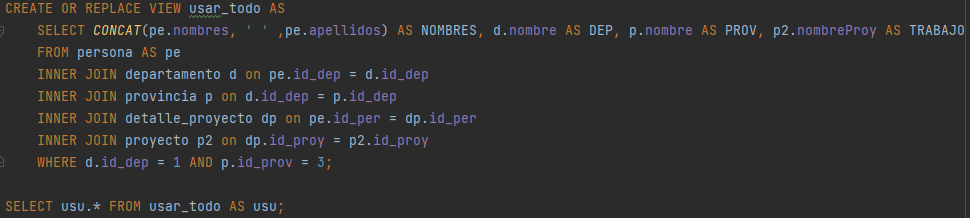 CREATE OR REPLACE VIEW usar_todo AS
SELECT CONCAT(pe.nombres, ' ' ,pe.apellidos) AS NOMBRES, d.nombre AS DEP, p.nombre AS PROV, p2.nombreProy AS TRABAJO
FROM persona AS pe
INNER JOIN departamento d on pe.id_dep = d.id_dep
INNER JOIN provincia p on d.id_dep = p.id_dep
INNER JOIN detalle_proyecto dp on pe.id_per = dp.id_per
INNER JOIN proyecto p2 on dp.id_proy = p2.id_proy
WHERE d.id_dep = 1 AND p.id_prov = 3;
SELECT usu.* FROM usar_todo AS usu;